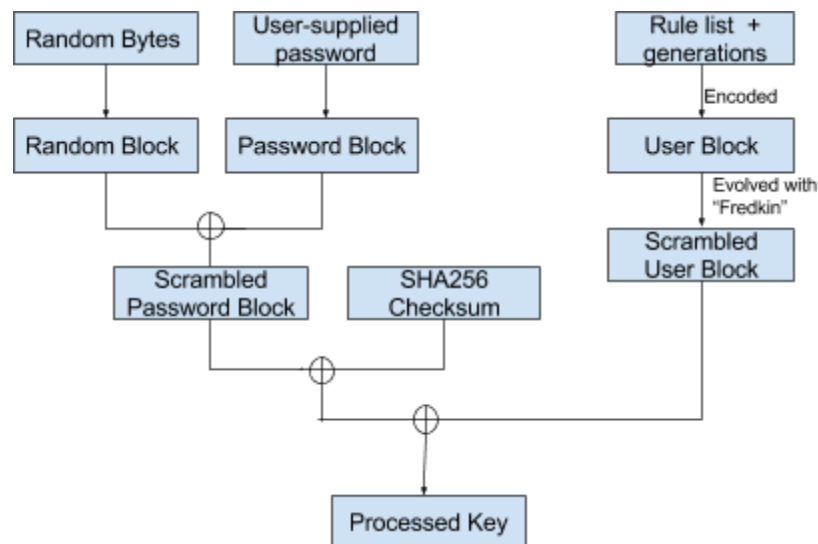 Random Bytes
User-supplied
password
Rule list +
generations
Encoded
Random Block
Password Block
User Block
Evolved with
“Fredkin”
Scrambled
User Block
Scrambled
Password Block
SHA256
Checksum
Processed Key